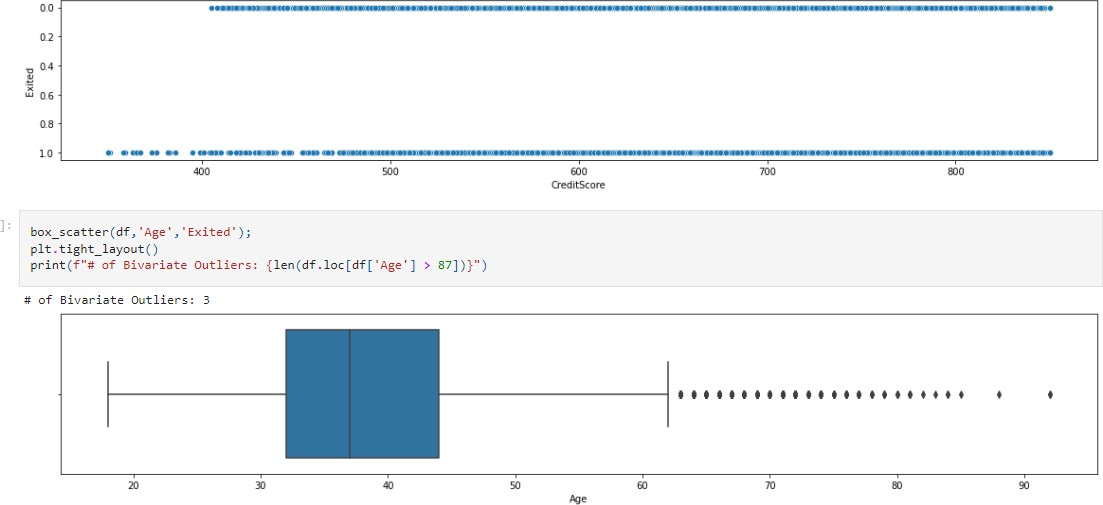 0.0
0.2
0.4
0.6
0.8
1.0
Exited
400 500 600 700 800
CreditScore
]:
box_scatter(df,'Age','Exited');
plt.tight_layout()
print(f"# of Bivariate Outliers: {len(df.loc[df['Age'] > 87])}")
# of Bivariate Outliers: 3
20 30 40 50 60 70 80 90
Age